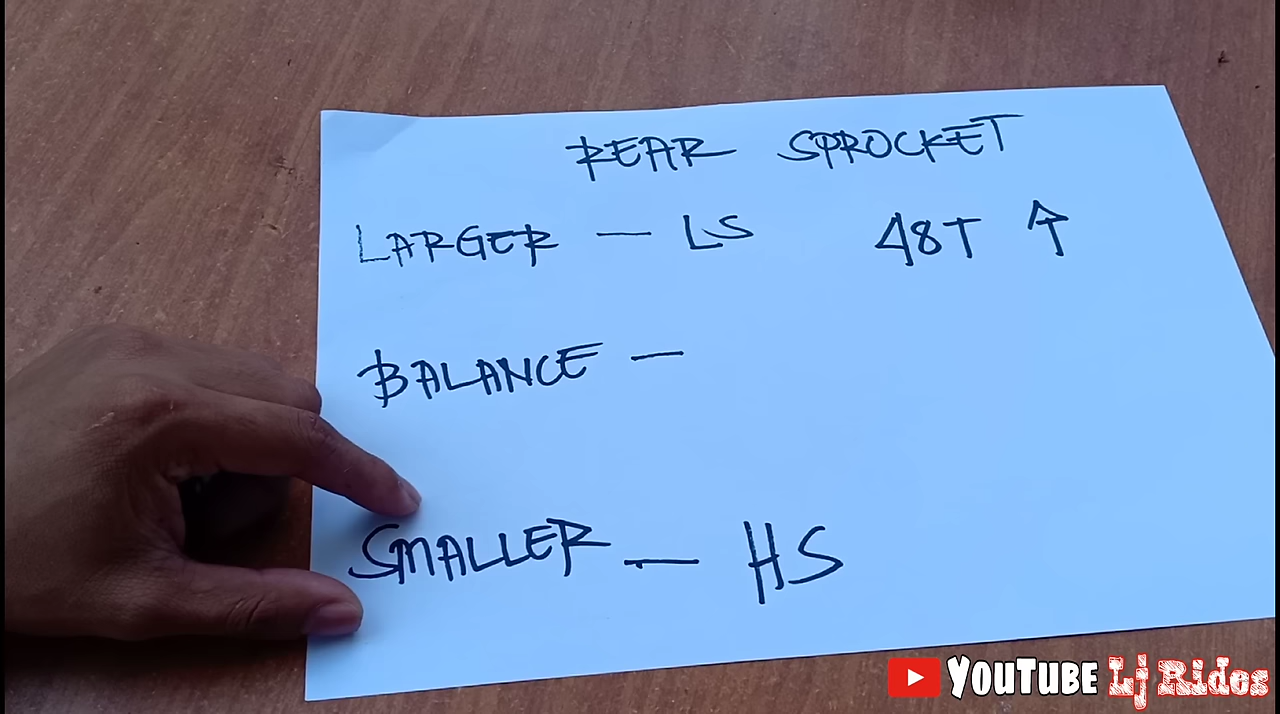 REAR SPROCKET
LARGER - LS 48T ↑
BALANCE -
SMALLER - HS
YOUTUBE Lj Rides